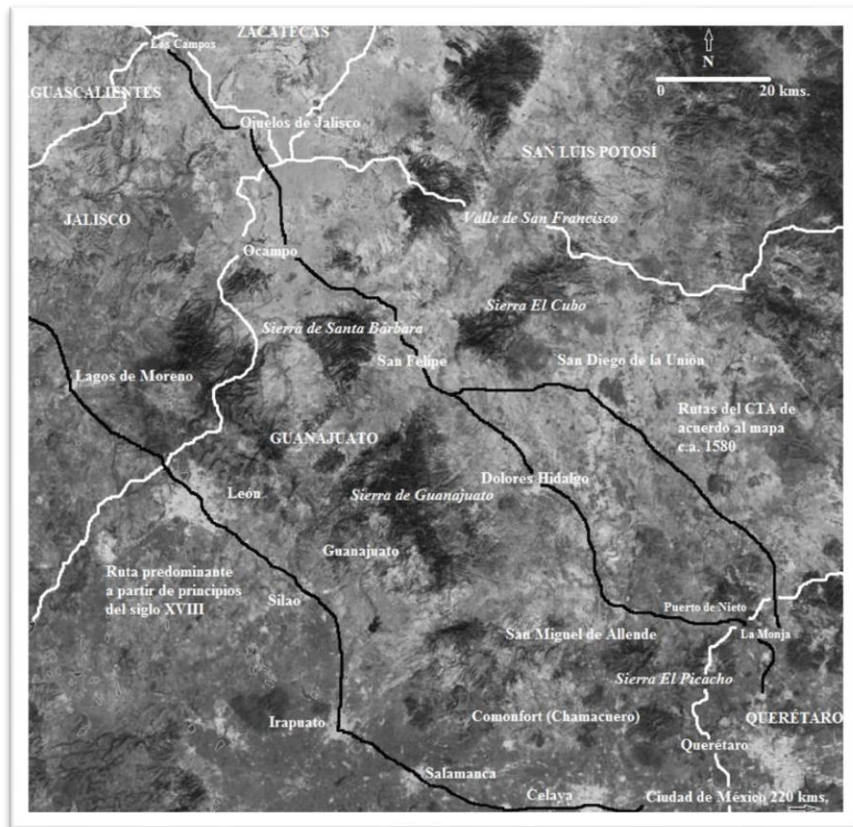 ZACATECAS
Los Campos
N
AGUASCALIENTES
0 20 kms.
Ojuelos de Jalisco
SAN LUIS POTOSÍ
JALISCO
Valle de San Francisco
Ocampo
Sierra El Cubo
Sierra de Santa Bárbara
San Felipe
San Diego de la Unión
Lagos de Moreno
Rutas del CTA de
acuerdo al mapa
c.a. 1580
GUANAJUATO
Dolores Hidalgo
León
Sierra de Guanajuato
Guanajuato
Ruta predominante
a partir de principios
del siglo XVIII
Silao
Puerto de Nieto
San Miguel de Allende
La Monja
Sierra El Picacho
Irapuato
Comonfort (Chamacuero)
QUERÉTARO
Querétaro
Salamanca
Celaya
Ciudad de México 220 kms.